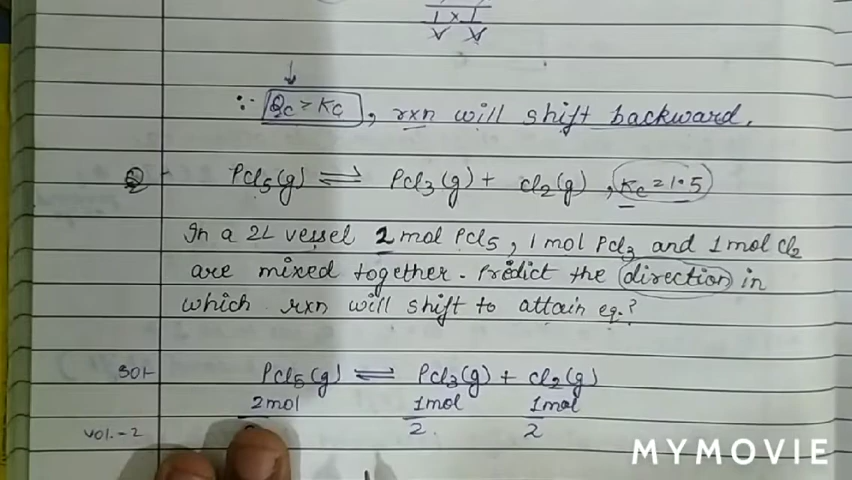 1 × 1
V V
∵ Qc > Kc, rxn will shift backward.
Q PCl5(g) ⇌ PCl3(g) + Cl2(g), Kc = 1.5
In a 2L vessel 2 mol PCl5, 1 mol PCl3 and 1 mol Cl2
are mixed together. Predict the direction in
which rxn will shift to attain eq.?
Sol- PCl5(g) ⇌ PCl3(g) + Cl2(g)
2mol 1mol 1mol
Vol.-2 2 2
MYMOVIE